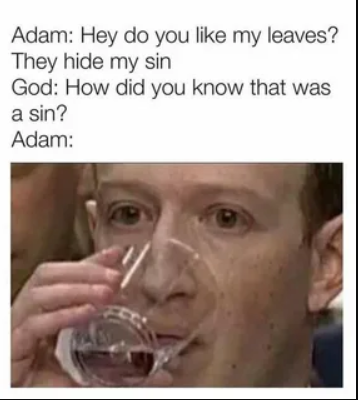 Adam: Hey do you like my leaves?
They hide my sin
God: How did you know that was
a sin?
Adam: